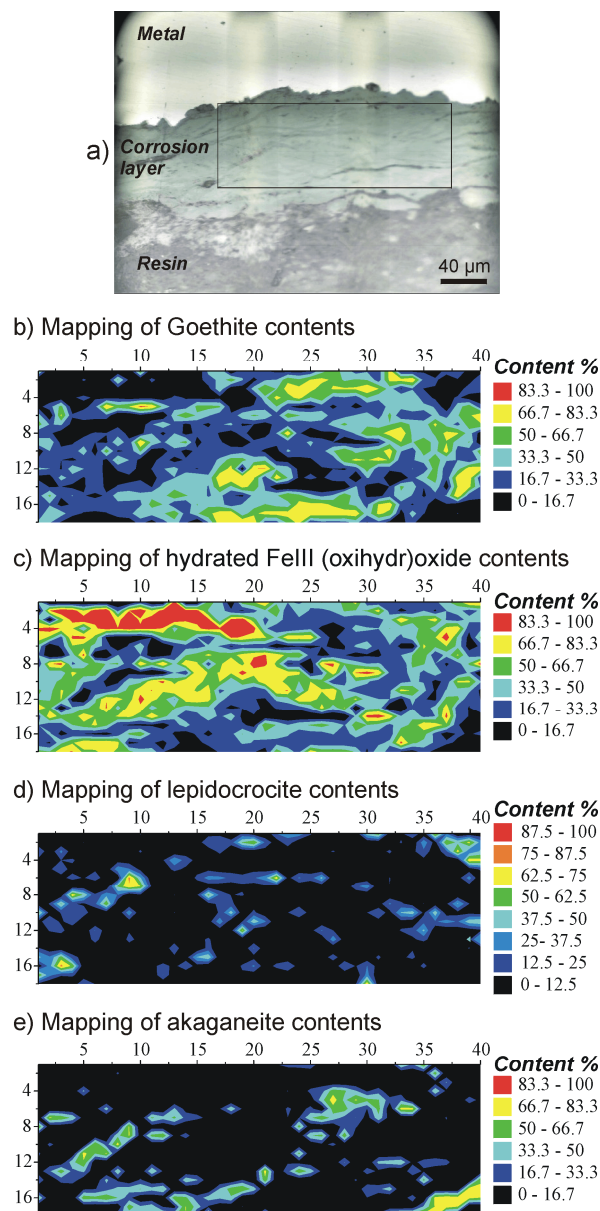 Metal
a)
Corrosion
layer
Resin
40 µm
b) Mapping of Goethite contents
5 10 15 20 25 30 35 40
4
8
12
16
Content %
83.3 - 100
66.7 - 83.3
50 - 66.7
33.3 - 50
16.7 - 33.3
0 - 16.7
c) Mapping of hydrated FeIII (oxihydr)oxide contents
5 10 15 20 25 30 35 40
4
8
12
16
Content %
83.3 - 100
66.7 - 83.3
50 - 66.7
33.3 - 50
16.7 - 33.3
0 - 16.7
d) Mapping of lepidocrocite contents
5 10 15 20 25 30 35 40
4
8
12
16
Content %
87.5 - 100
75 - 87.5
62.5 - 75
50 - 62.5
37.5 - 50
25- 37.5
12.5 - 25
0 - 12.5
e) Mapping of akaganeite contents
5 10 15 20 25 30 35 40
4
8
12
16
Content %
83.3 - 100
66.7 - 83.3
50 - 66.7
33.3 - 50
16.7 - 33.3
0 - 16.7